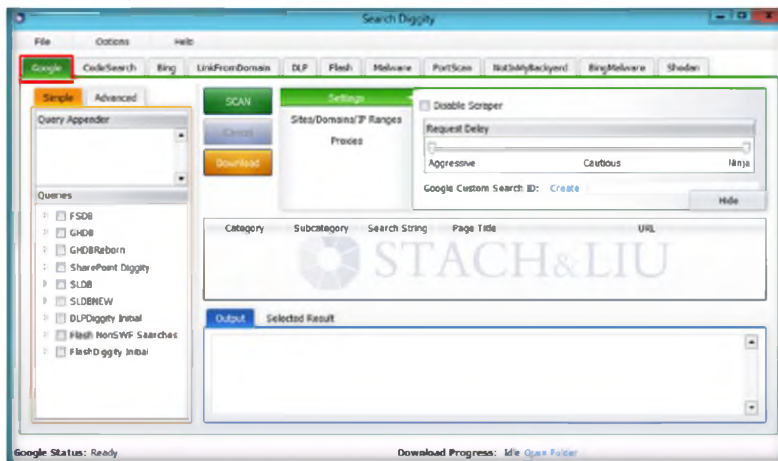 Search Diggity
File Options Help
Google CodeSearch Bing LinkFromDomain DLP Flash Malware PortScan NotInMyBackyard BingMalware Shodan
Simple Advanced
Query Appender
Queries
FSDB
GHDB
GHDBReborn
SharePoint Diggity
SLDB
SLDBNEW
DLPDiggity Initial
Flash NonSWF Searches
FlashDiggity Initial
SCAN
Cancel
Download
Settings
Sites/Domains/IP Ranges
Proxies
Disable Scraper
Request Delay
Aggressive Cautious Ninja
Google Custom Search ID: Create
Hide
Category Subcategory Search String Page Title URL
STACH&LIU
Output Selected Result
Google Status: Ready Download Progress: Idle Open Folder